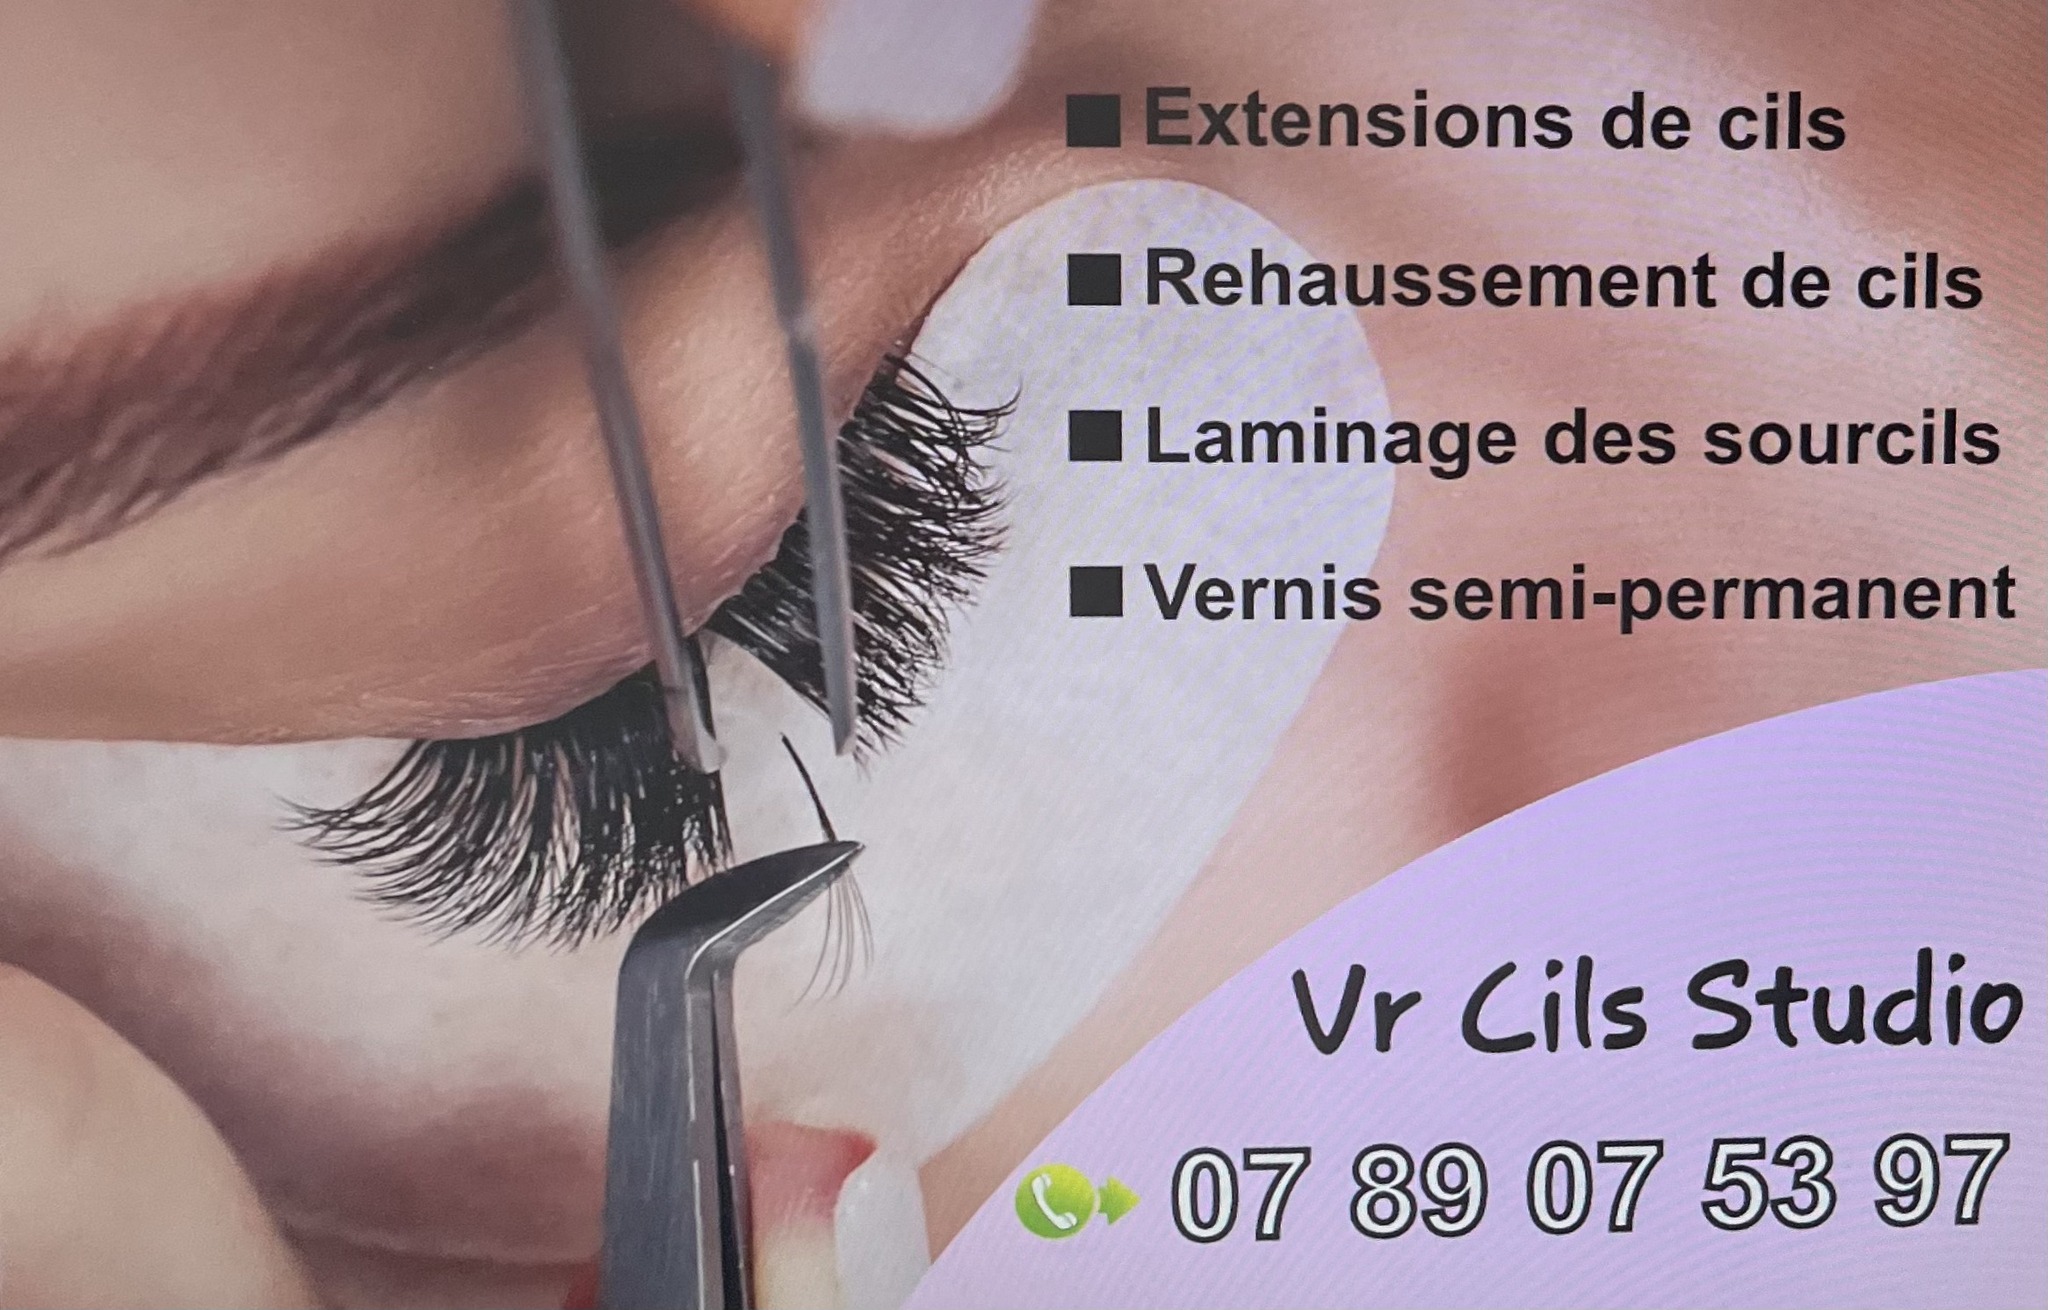 Extensions de cils
Rehaussement de cils
Laminage des sourcils
Vernis semi-permanent
Vr Cils Studio
07 89 07 53 97